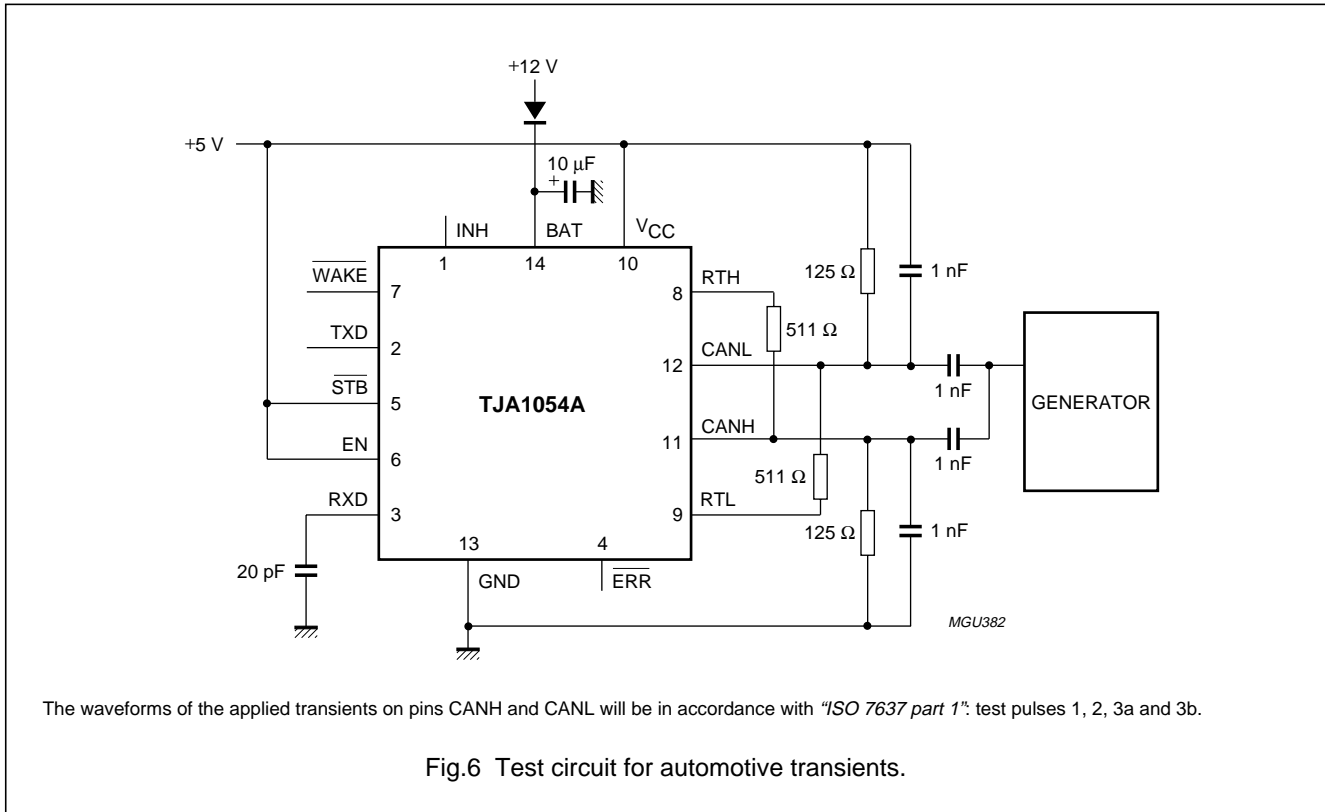 +12 V
+5 V
10 μF
+
INH
BAT
VCC
1
14
10
WAKE
7
RTH
8
125 Ω
1 nF
511 Ω
TXD
2
CANL
12
1 nF
STB
5
TJA1054A
GENERATOR
CANH
11
1 nF
EN
6
511 Ω
RXD
3
RTL
9
125 Ω
1 nF
13
4
20 pF
GND
ERR
MGU382
The waveforms of the applied transients on pins CANH and CANL will be in accordance with “ISO 7637 part 1”: test pulses 1, 2, 3a and 3b.
Fig.6 Test circuit for automotive transients.